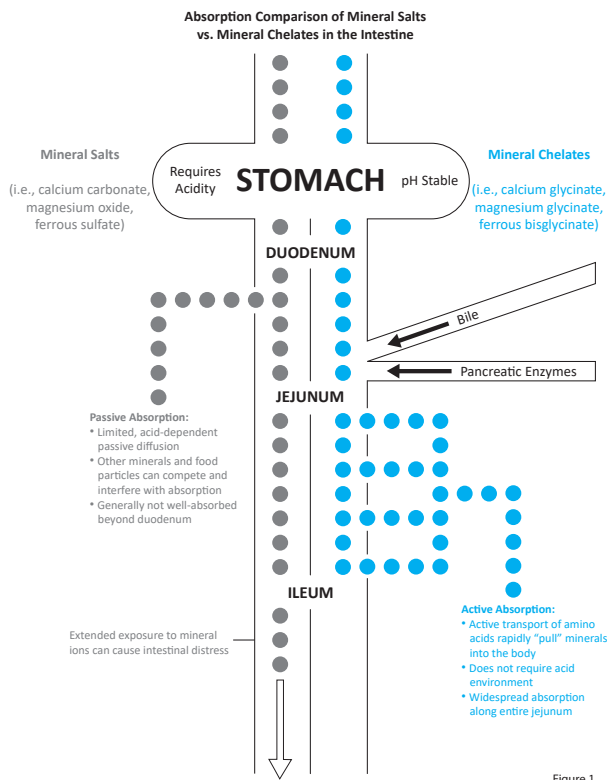 Absorption Comparison of Mineral Salts
vs. Mineral Chelates in the Intestine
Mineral Salts
(i.e., calcium carbonate,
magnesium oxide,
ferrous sulfate)
Requires
Acidity
STOMACH
pH Stable
Mineral Chelates
(i.e., calcium glycinate,
magnesium glycinate,
ferrous bisglycinate)
DUODENUM
Bile
Pancreatic Enzymes
JEJUNUM
Passive Absorption:
• Limited, acid-dependent
passive diffusion
• Other minerals and food
particles can compete and
interfere with absorption
• Generally not well-absorbed
beyond duodenum
ILEUM
Extended exposure to mineral
ions can cause intestinal distress
Active Absorption:
• Active transport of amino
acids rapidly “pull” minerals
into the body
• Does not require acid
environment
• Widespread absorption
along entire jejunum
Figure 1